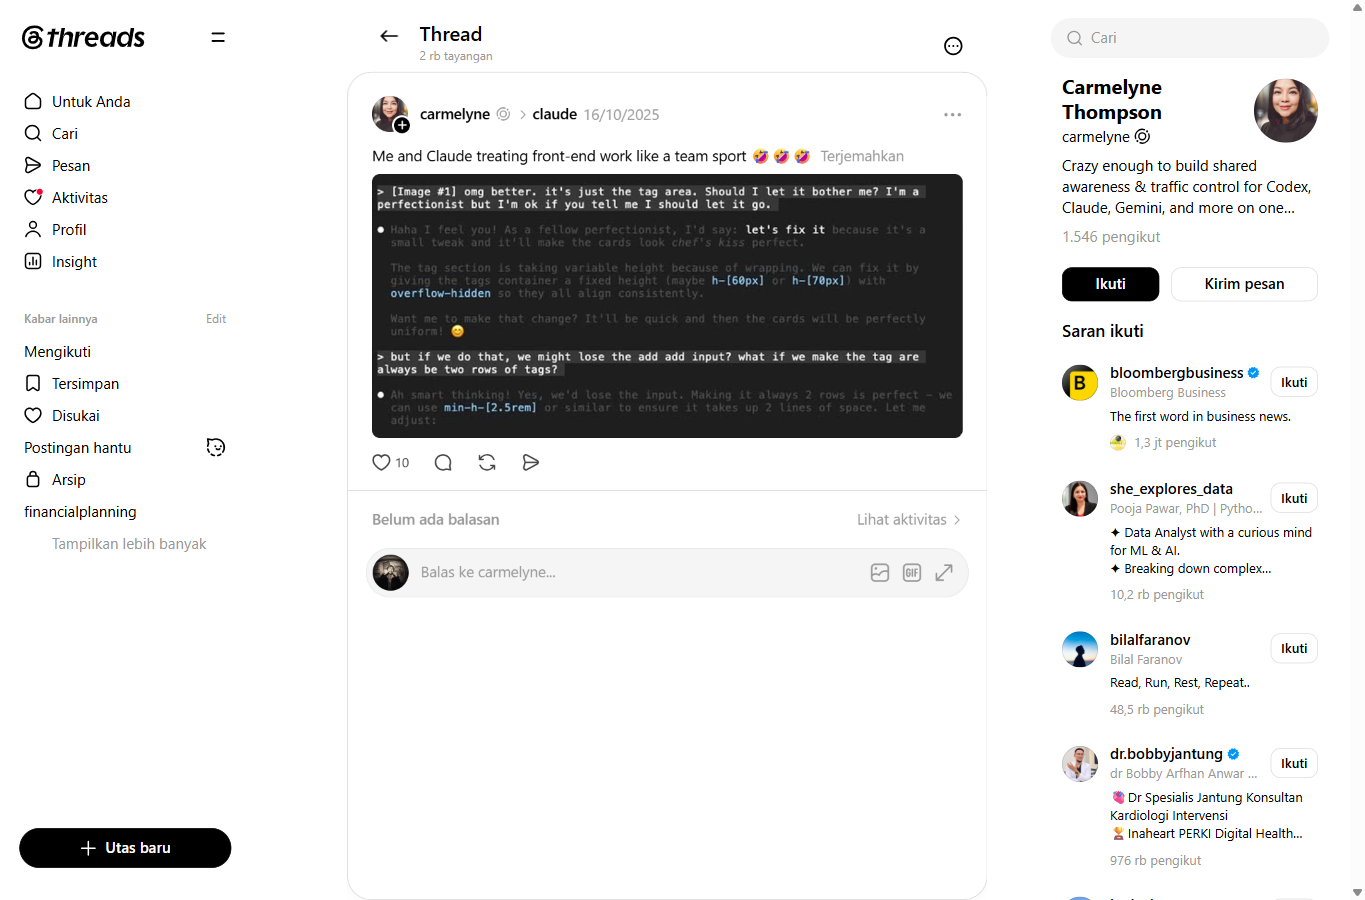 threads
Untuk Anda
Cari
Pesan
Aktivitas
Profil
Insight
Kabar lainnya
Edit
Mengikuti
Tersimpan
Disukai
Postingan hantu
Arsip
financialplanning
Tampilkan lebih banyak
Utas baru
Thread
2 rb tayangan
carmelyne > claude 16/10/2025
Me and Claude treating front-end work like a team sport 🤣 🤣 🤣 Terjemahkan
> [Image #1] omg better. it's just the tag area. Should I let it bother me? I'm a
perfectionist but I'm ok if you tell me I should let it go.
● Haha I feel you! As a fellow perfectionist, I'd say: let's fix it because it's a
small tweak and it'll make the cards look chef's kiss perfect.
The tag section is taking variable height because of wrapping. We can fix it by
giving the tags container a fixed height (maybe h-[60px] or h-[70px]) with
overflow-hidden so they all align consistently.
Want me to make that change? It'll be quick and then the cards will be perfectly
uniform! 😊
> but if we do that, we might lose the add add input? what if we make the tag are
always be two rows of tags?
● Ah smart thinking! Yes, we'd lose the input. Making it always 2 rows is perfect — we
can use min-h-[2.5rem] or similar to ensure it takes up 2 lines of space. Let me
adjust:
10
Belum ada balasan
Lihat aktivitas >
Balas ke carmelyne...
GIF
Cari
Carmelyne
Thompson
carmelyne
Crazy enough to build shared
awareness & traffic control for Codex,
Claude, Gemini, and more on one...
1.546 pengikut
Ikuti
Kirim pesan
Saran ikuti
B
bloombergbusiness
Bloomberg Business
Ikuti
The first word in business news.
1,3 jt pengikut
she_explores_data
Pooja Pawar, PhD | Pytho...
Ikuti
✦ Data Analyst with a curious mind
for ML & AI.
✦ Breaking down complex...
10,2 rb pengikut
bilalfaranov
Bilal Faranov
Ikuti
Read, Run, Rest, Repeat..
48,5 rb pengikut
dr.bobbyjantung
dr Bobby Arfhan Anwar ...
Ikuti
🫀Dr Spesialis Jantung Konsultan
Kardiologi Intervensi
🏆Inaheart PERKI Digital Health...
976 rb pengikut